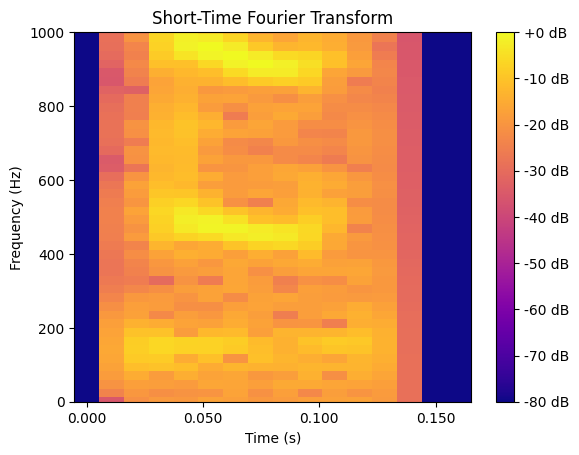 Short-Time Fourier Transform
1000
800
600
400
200
0
Frequency (Hz)
0.000
0.050
0.100
0.150
Time (s)
+0 dB
-10 dB
-20 dB
-30 dB
-40 dB
-50 dB
-60 dB
-70 dB
-80 dB